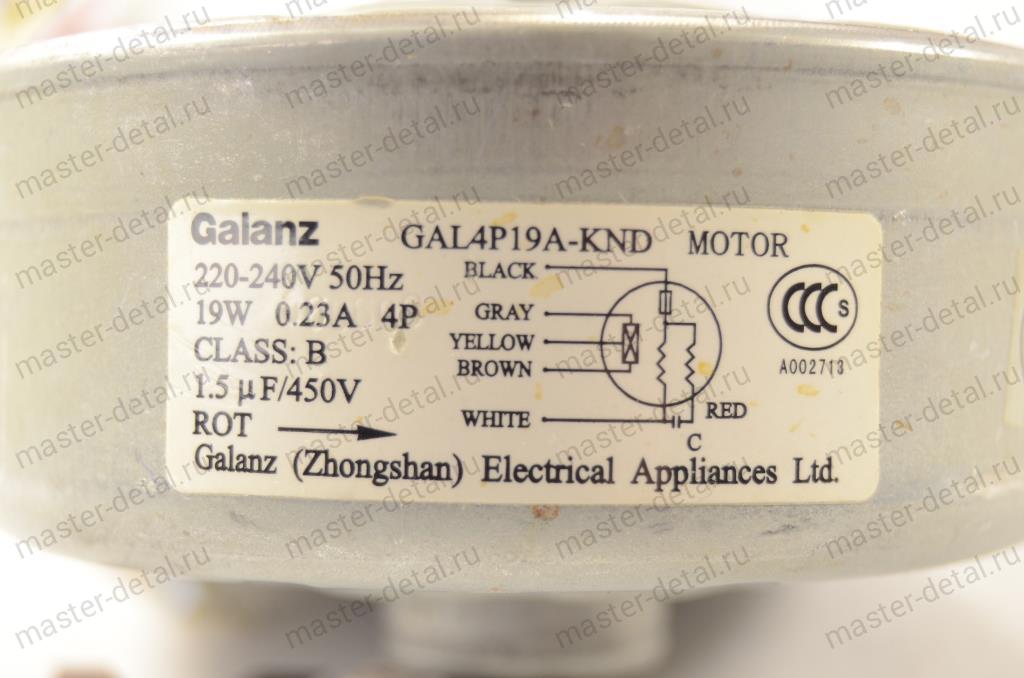 Galanz GAL4P19A-KND MOTOR
220-240V 50Hz
19W 0.23A 4P
CLASS: B
1.5 μF/450V
ROT
BLACK
GRAY
YELLOW
BROWN
WHITE
RED
C
CCC S
A002713
Galanz (Zhongshan) Electrical Appliances Ltd.
master-detal.ru